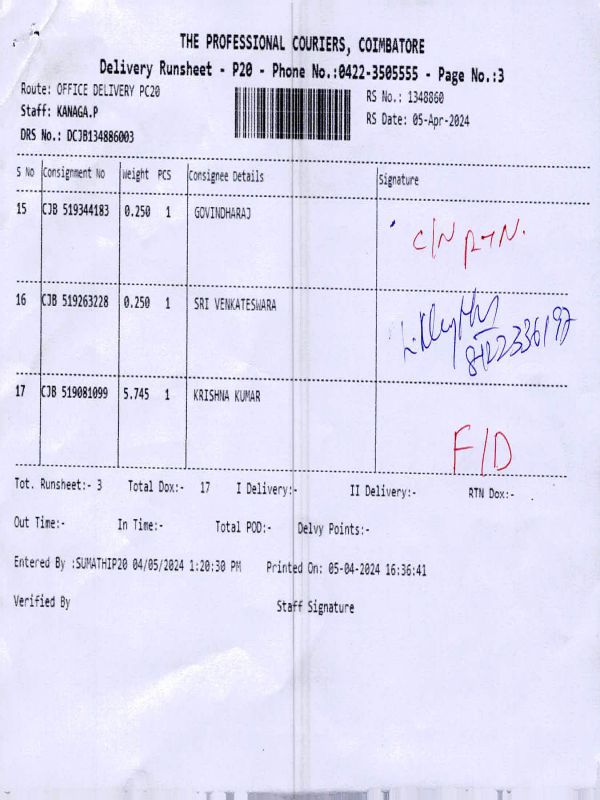 THE PROFESSIONAL COURIERS, COIMBATORE
Delivery Runsheet - P20 - Phone No.:0422-3505555 - Page No.:3
Route: OFFICE DELIVERY PC20 RS No.: 1348860
Staff: KANAGA.P RS Date: 05-Apr-2024
DRS No.: DCJB134886003
S No Consignment No Weight PCS Consignee Details Signature
15 CJB 519344183 0.250 1 GOVINDHARAJ C/N RTN.
16 CJB 519263228 0.250 1 SRI VENKATESWARA
17 CJB 519081099 5.745 1 KRISHNA KUMAR F/D
Tot. Runsheet:- 3 Total Dox:- 17 I Delivery:- II Delivery:- RTN Dox:-
Out Time:- In Time:- Total POD:- Delvy Points:-
Entered By :SUMATHIP20 04/05/2024 1:20:30 PM Printed On: 05-04-2024 16:36:41
Verified By Staff Signature